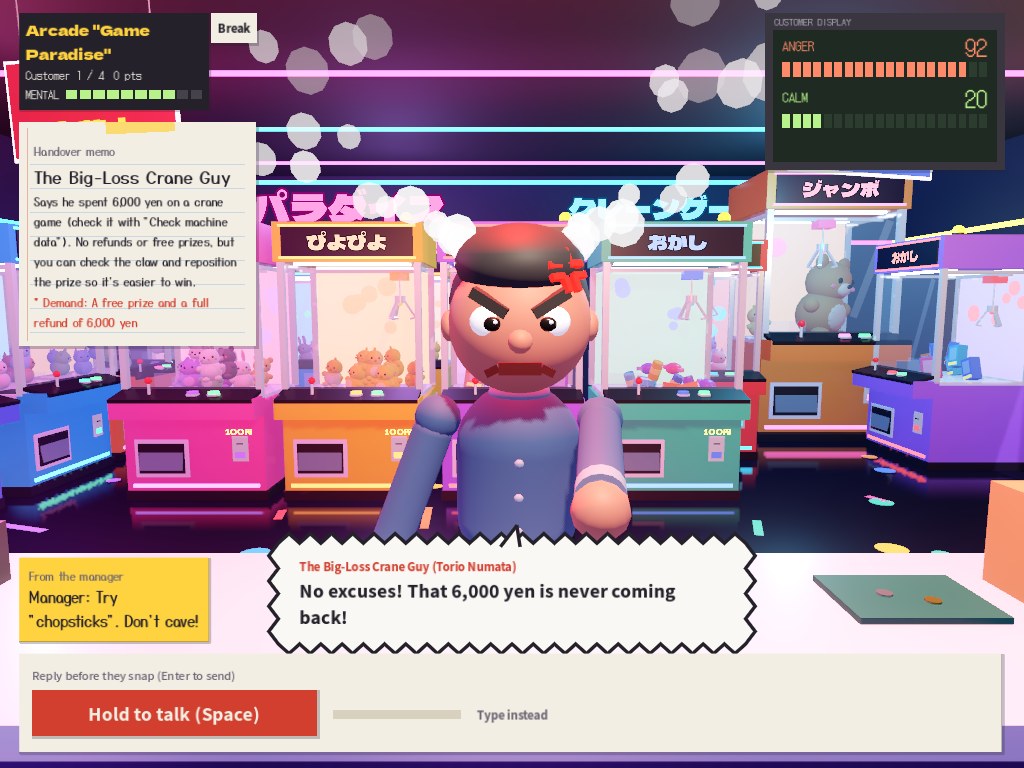 Arcade "Game
Paradise"
Customer 1 / 4 0 pts
MENTAL
Break
CUSTOMER DISPLAY
ANGER 92
CALM 20
Handover memo
The Big-Loss Crane Guy
Says he spent 6,000 yen on a crane
game (check it with "Check machine
data"). No refunds or free prizes, but
you can check the claw and reposition
the prize so it's easier to win.
* Demand: A free prize and a full
refund of 6,000 yen
ぴよぴよ
おかし
ジャンボ
おかし
100円
100円
100円
From the manager
Manager: Try
"chopsticks". Don't cave!
The Big-Loss Crane Guy (Torio Numata)
No excuses! That 6,000 yen is never coming
back!
Reply before they snap (Enter to send)
Hold to talk (Space)
Type instead